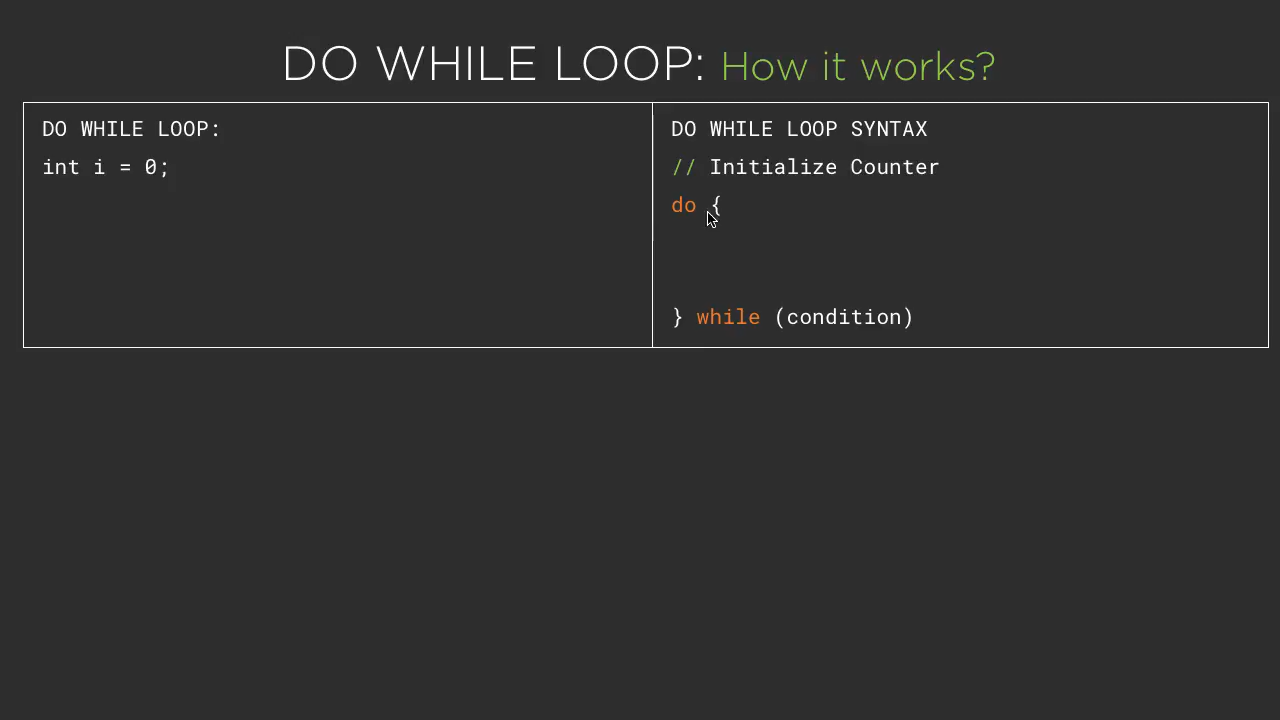 DO WHILE LOOP: How it works?
DO WHILE LOOP:
int i = 0;
DO WHILE LOOP SYNTAX
// Initialize Counter
do {
} while (condition)